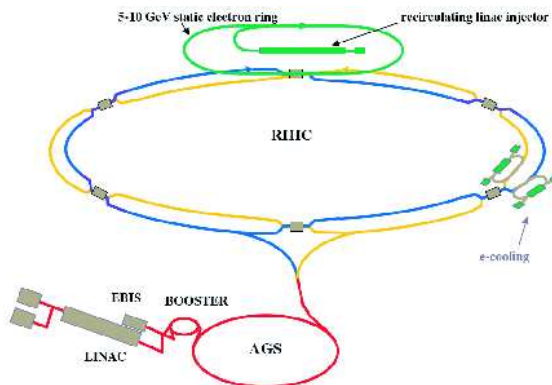 5-10 GeV static electron ring
recirculating linac injector
RHIC
e-cooling
EBIS
BOOSTER
LINAC
AGS